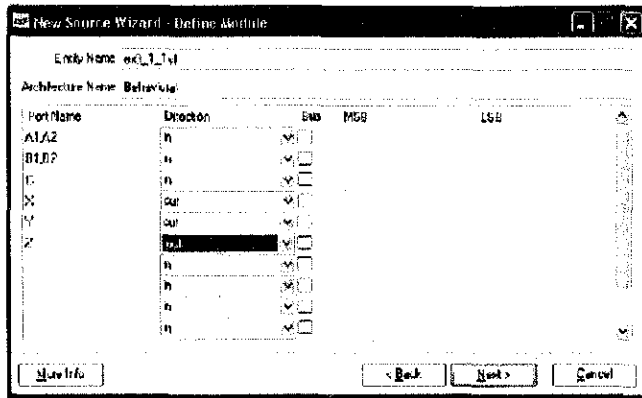 New Source Wizard - Define Module
Entity Name
Architecture Name Behavioral
Port Name Direction Bus MSB LSB
A1,A2 in
B1,B2 in
in
X out
Y out
Z out
in
in
in
in
More Info < Back Next > Cancel